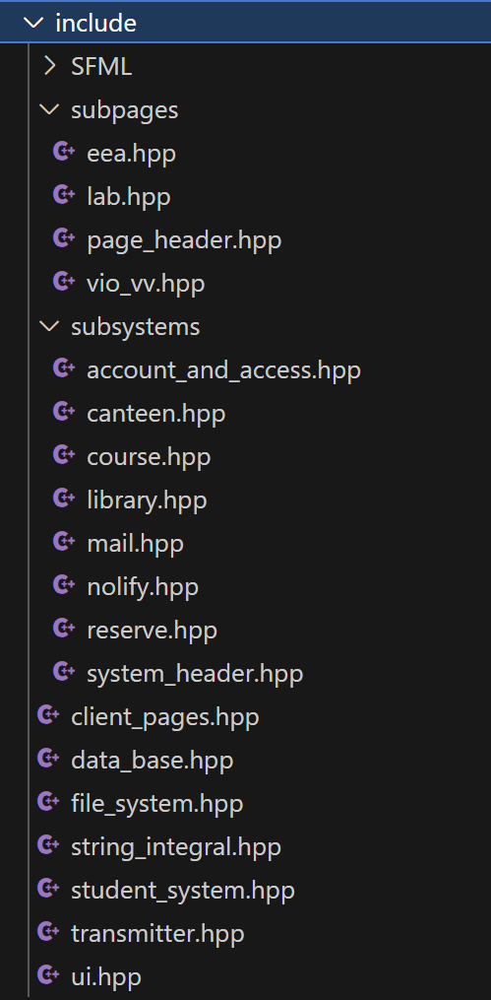 include
SFML
subpages
eea.hpp
lab.hpp
page_header.hpp
vio_vv.hpp
subsystems
account_and_access.hpp
canteen.hpp
course.hpp
library.hpp
mail.hpp
nolify.hpp
reserve.hpp
system_header.hpp
client_pages.hpp
data_base.hpp
file_system.hpp
string_integral.hpp
student_system.hpp
transmitter.hpp
ui.hpp